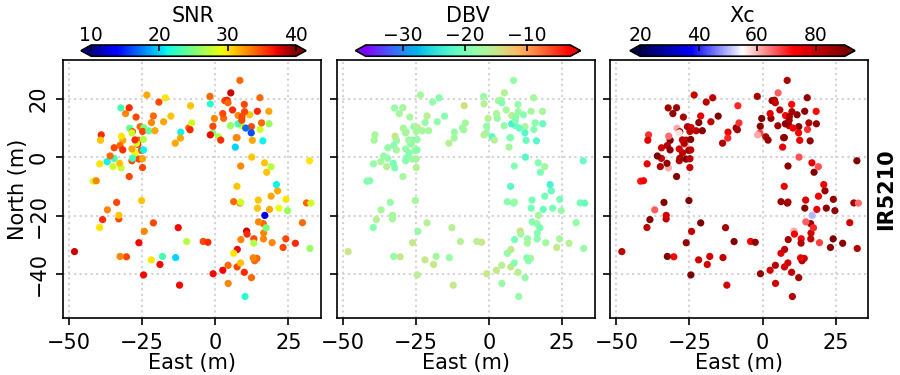 SNR DBV Xc
10 20 30 40 −30 −20 −10 20 40 60 80
20
0
−20
−40
North (m)
−50 −25 0 25 −50 −25 0 25 −50 −25 0 25
East (m) East (m) East (m)
IR5210